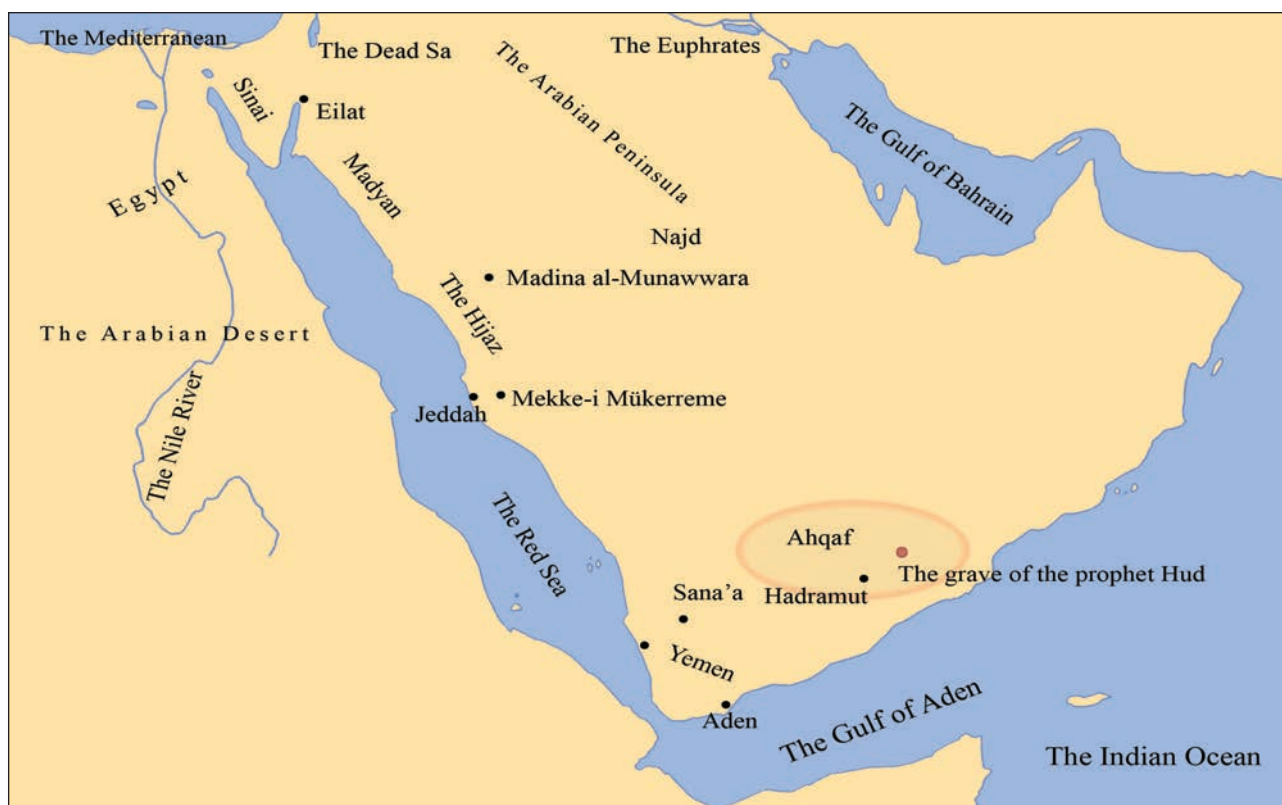 The Mediterranean
The Dead Sa
The Euphrates
The Arabian Peninsula
Sinai
Eilat
The Gulf of Bahrain
Madyan
Egypt
Najd
Madina al-Munawwara
The Hijaz
The Arabian Desert
Jeddah
Mekke-i Mükerreme
The Nile River
The Red Sea
Ahqaf
The grave of the prophet Hud
Hadramut
Sana’a
Yemen
Aden
The Gulf of Aden
The Indian Ocean